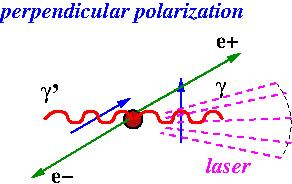 perpendicular polarization
e+
γ’ γ
laser
e−